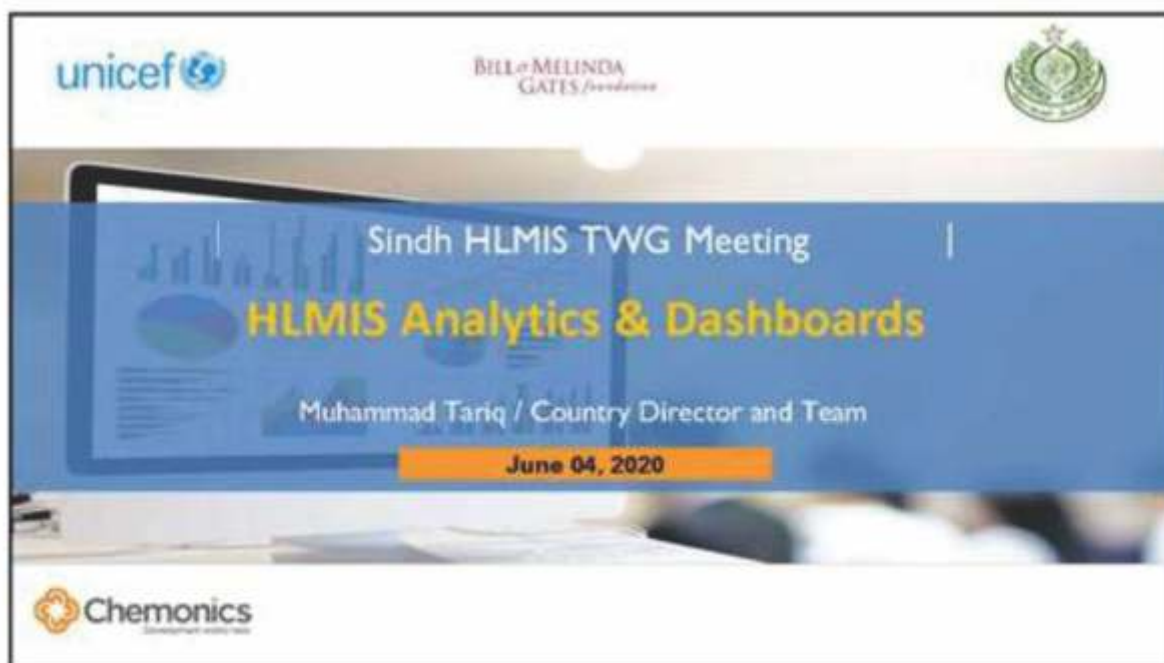 unicef
BILL & MELINDA
GATES foundation
Sindh HLMIS TWG Meeting
HLMIS Analytics & Dashboards
Muhammad Tariq / Country Director and Team
June 04, 2020
Chemonics